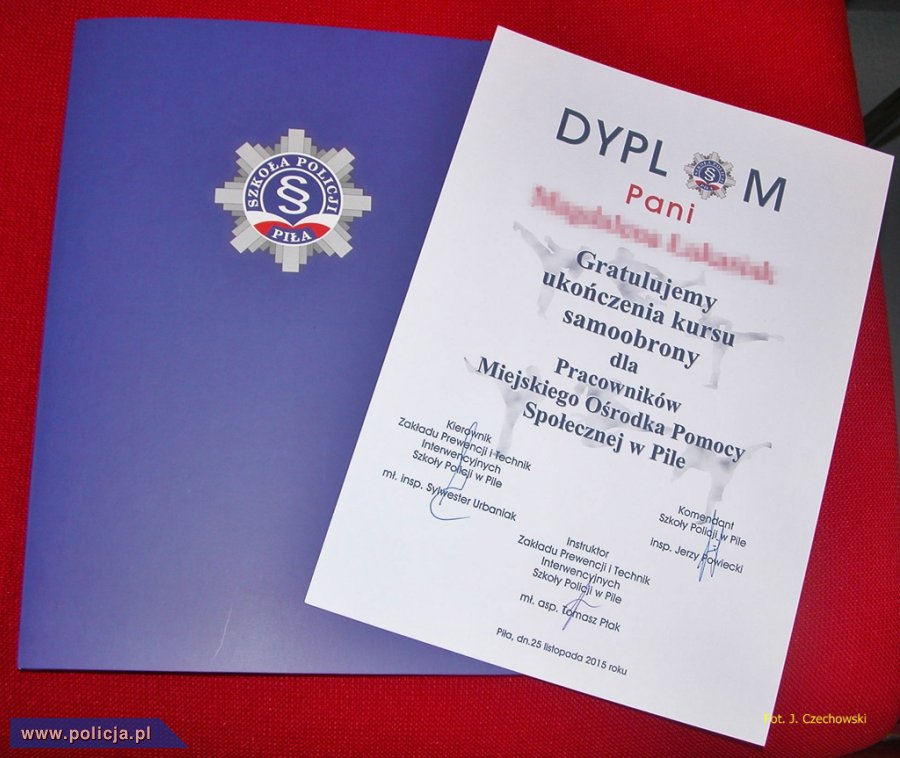 SZKOŁA POLICJI
PIŁA
DYPL M
Pani
Gratulujemy
ukończenia kursu
samoobrony
dla
Pracowników
Miejskiego Ośrodka Pomocy
Społecznej w Pile
Kierownik
Zakładu Prewencji i Technik
Interwencyjnych
Szkoły Policji w Pile
mł. insp. Sylwester Urbaniak
Komendant
Szkoły Policji w Pile
insp. Jerzy Powiecki
Instruktor
Zakładu Prewencji i Technik
Interwencyjnych
Szkoły Policji w Pile
mł. asp. Tomasz Płak
Piła, dn.25 listopada 2015 roku
www.policja.pl
Fot. J. Czechowski